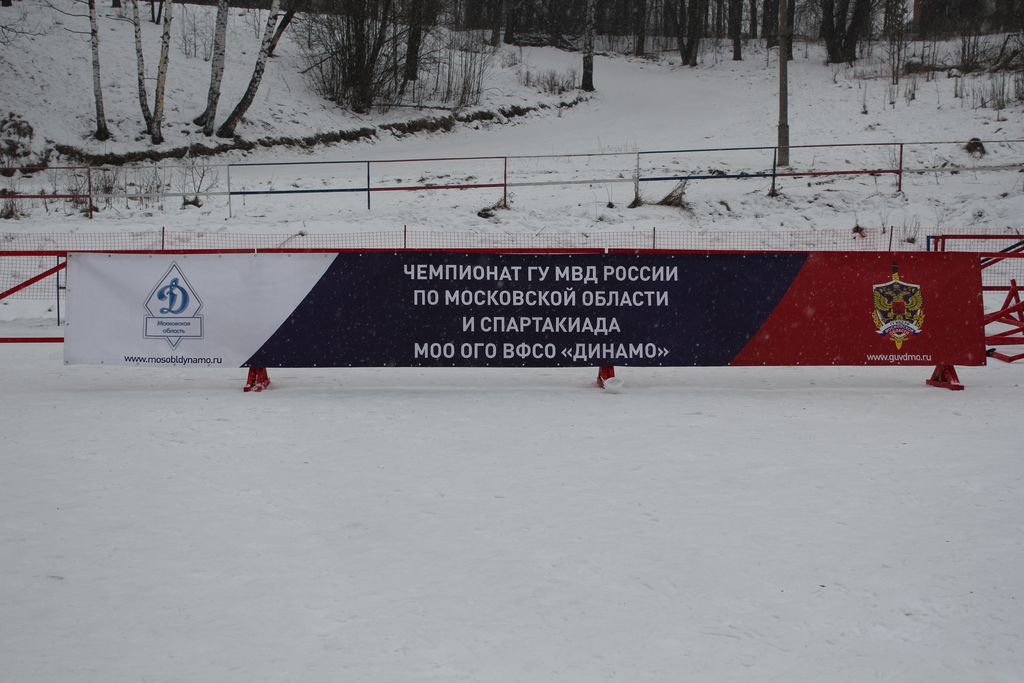 Московская
область
www.mosobldynamo.ru
ЧЕМПИОНАТ ГУ МВД РОССИИ
ПО МОСКОВСКОЙ ОБЛАСТИ
И СПАРТАКИАДА
МОО ОГО ВФСО «ДИНАМО»
www.guvdmo.ru